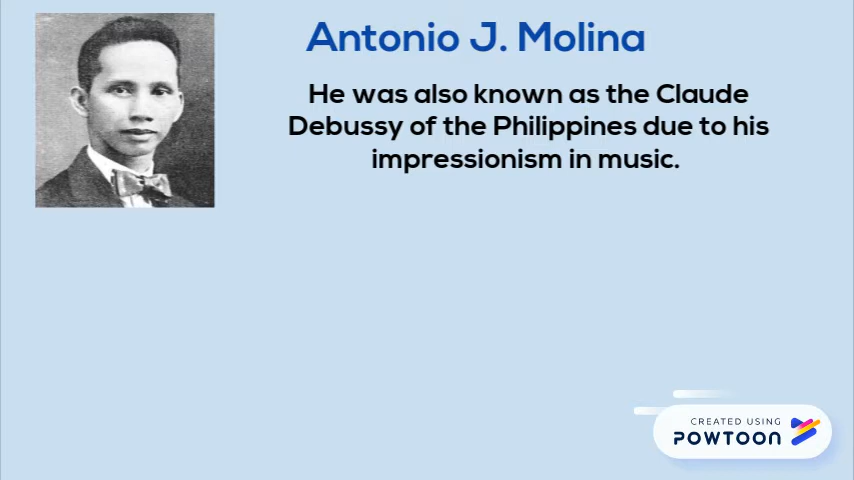 Antonio J. Molina
He was also known as the Claude
Debussy of the Philippines due to his
impressionism in music.
CREATED USING
POWTOON